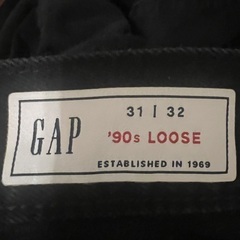 31 | 32
GAP
'90s LOOSE
ESTABLISHED IN 1969